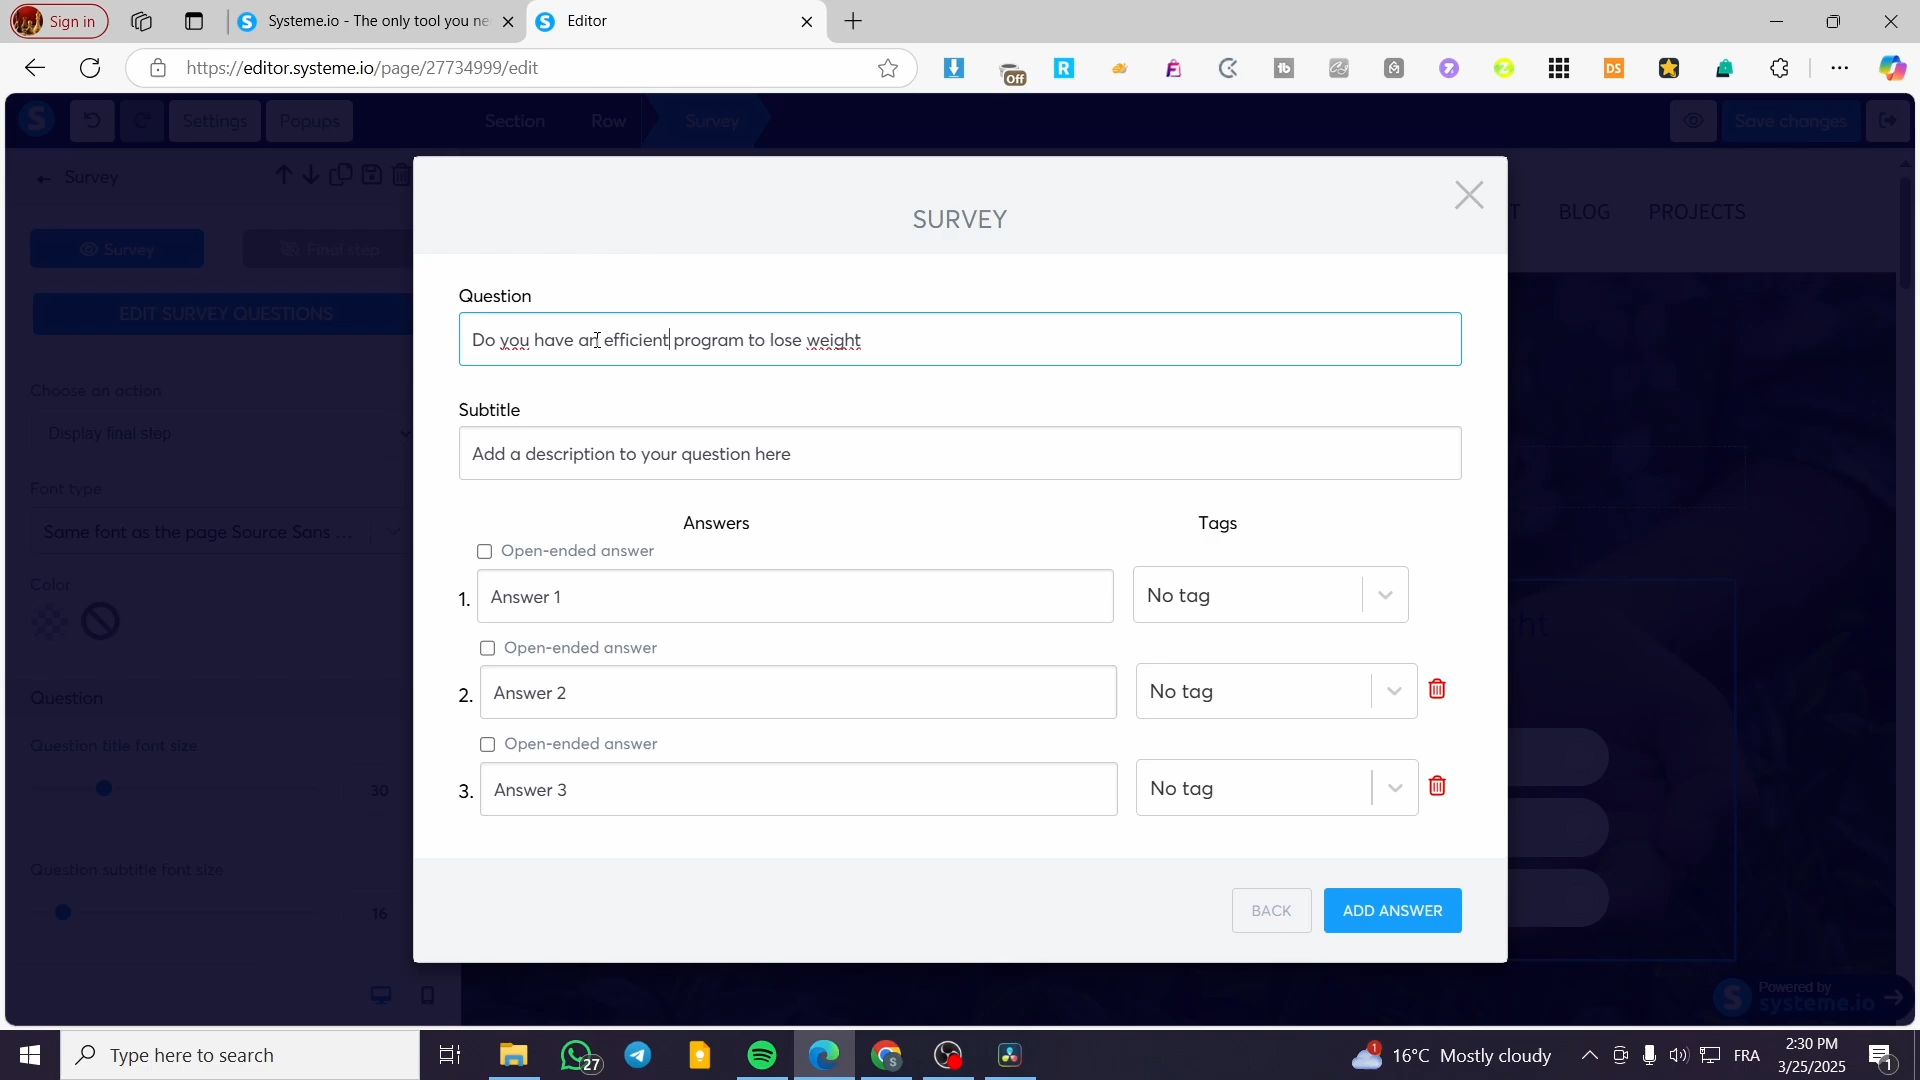 Sign in
Systeme.io - The only tool you ne
Editor
https://editor.systeme.io/page/27734999/edit
Off
DS
Settings
Popups
Section
Row
Survey
Save changes
Survey
SURVEY
T
BLOG
PROJECTS
Survey
Final step
EDIT SURVEY QUESTIONS
Question
Do you have an efficient program to lose weight
Choose an action
Display final step
Subtitle
Add a description to your question here
Font type
Same font as the page Source Sans ...
Answers
Tags
Open-ended answer
Color
1.
Answer 1
No tag
ht
Open-ended answer
2.
Answer 2
No tag
Question
Question title font size
Open-ended answer
3.
Answer 3
No tag
30
Question subtitle font size
16
BACK
ADD ANSWER
Powered by
systeme.io
Type here to search
27
1
16°C Mostly cloudy
FRA
2:30 PM
3/25/2025
1